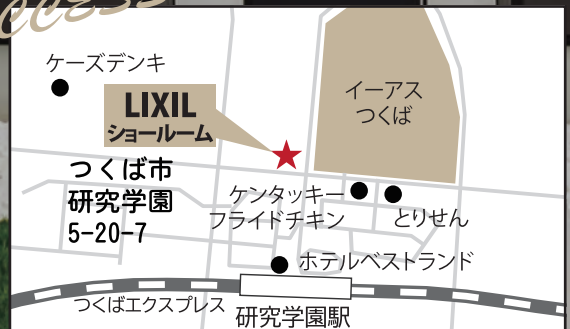 CCESS
ケーズデンキ
LIXIL
ショールーム
イーアス
つくば
つくば市
研究学園
5-20-7
ケンタッキー
フライドチキン
とりせん
ホテルベストランド
つくばエクスプレス
研究学園駅